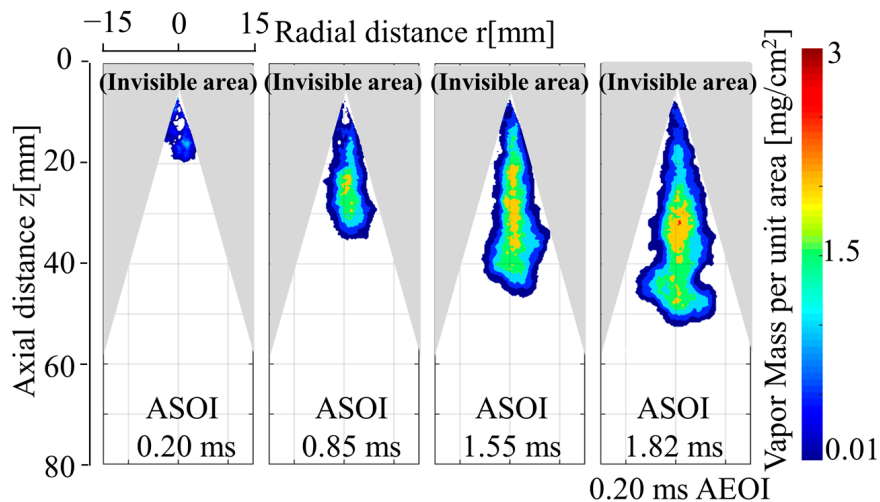 −15 0 15 Radial distance r[mm]
0
20
40
60
80
Axial distance z[mm]
(Invisible area) (Invisible area) (Invisible area) (Invisible area)
ASOI ASOI ASOI ASOI
0.20 ms 0.85 ms 1.55 ms 1.82 ms
0.20 ms AEOI
Vapor Mass per unit area [mg/cm²]
3
1.5
0.01